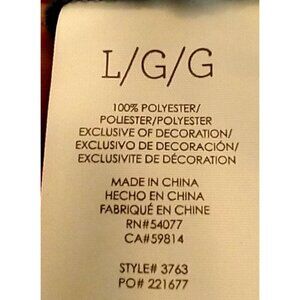 L/G/G
100% POLYESTER/
POLIESTER/POLYESTER
EXCLUSIVE OF DECORATION/
EXCLUSIVO DE DECORACIÓN/
EXCLUSIVITE DE DÉCORATION
MADE IN CHINA
HECHO EN CHINA
FABRIQUÉ EN CHINE
RN#54077
CA#59814
STYLE# 3763
PO# 221677